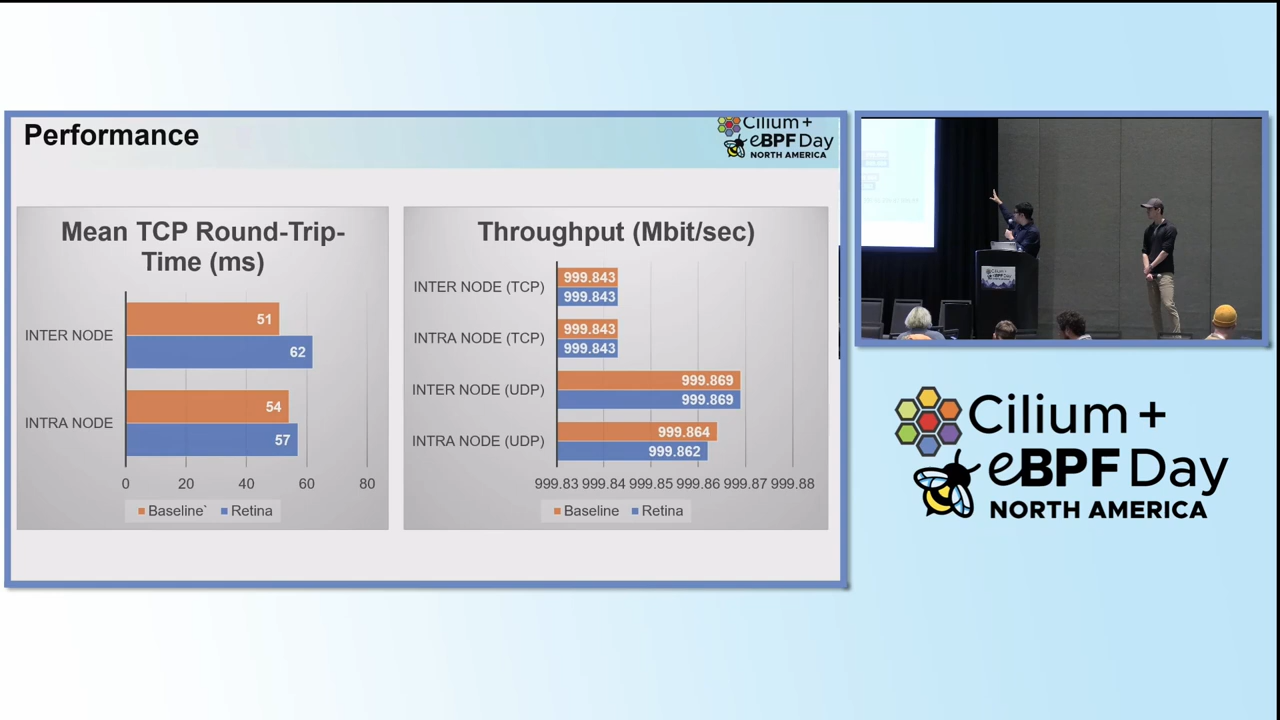 Performance
Cilium +
eBPF Day
NORTH AMERICA
Mean TCP Round-Trip-
Time (ms)
INTER NODE
51
62
INTRA NODE
54
57
0 20 40 60 80
Baseline` Retina
Throughput (Mbit/sec)
INTER NODE (TCP)
999.843
999.843
INTRA NODE (TCP)
999.843
999.843
INTER NODE (UDP)
999.869
999.869
INTRA NODE (UDP)
999.864
999.862
999.83 999.84 999.85 999.86 999.87 999.88
Baseline Retina
Cilium +
eBPF Day
NORTH AMERICA